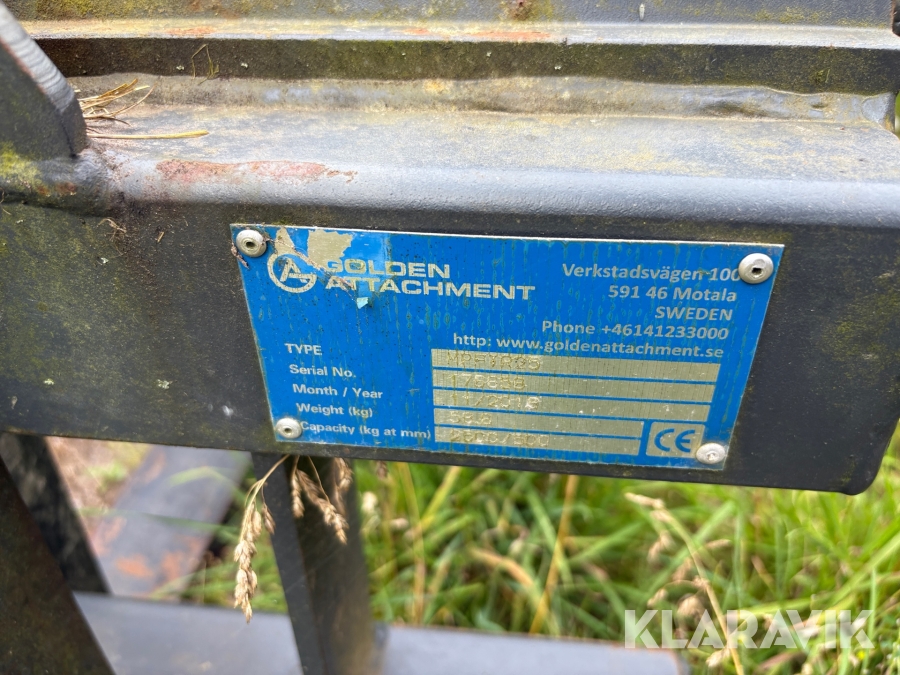 GOLDEN
ATTACHMENT
Verkstadsvägen 100
591 46 Motala
SWEDEN
Phone +46141233000
http: www.goldenattachment.se
TYPE
Serial No.
Month / Year
Weight (kg)
Capacity (kg at mm)
CE
KLARAVIK